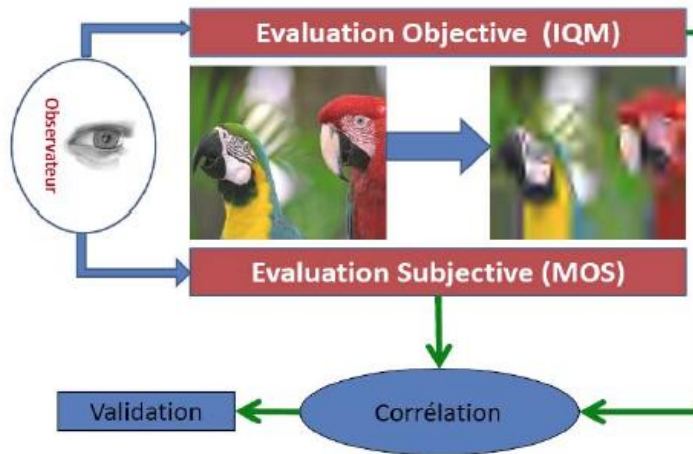 Evaluation Objective (IQM)
Observateur
Evaluation Subjective (MOS)
Validation
Corrélation